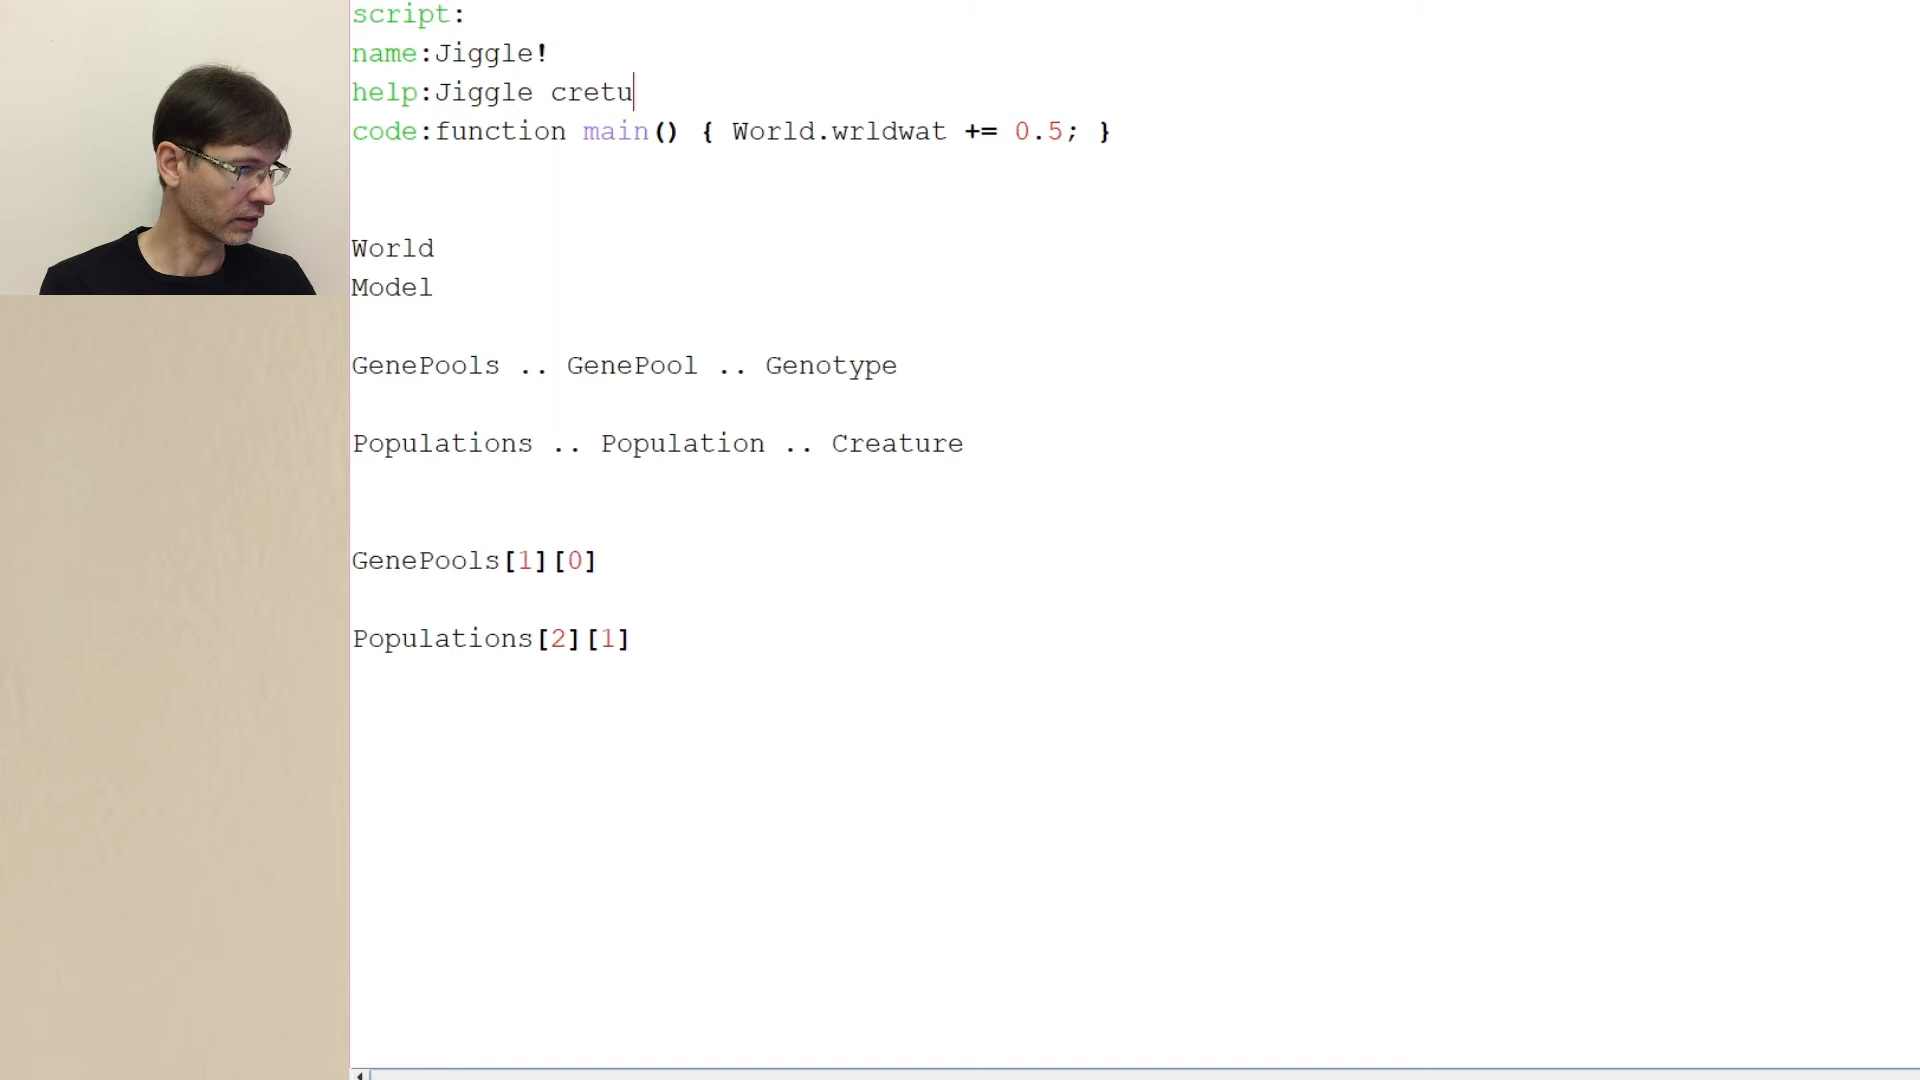 script:
name:Jiggle!
help:Jiggle cretu
code:function main() { World.wrldwat += 0.5; }
World
Model
GenePools .. GenePool .. Genotype
Populations .. Population .. Creature
GenePools[1][0]
Populations[2][1]